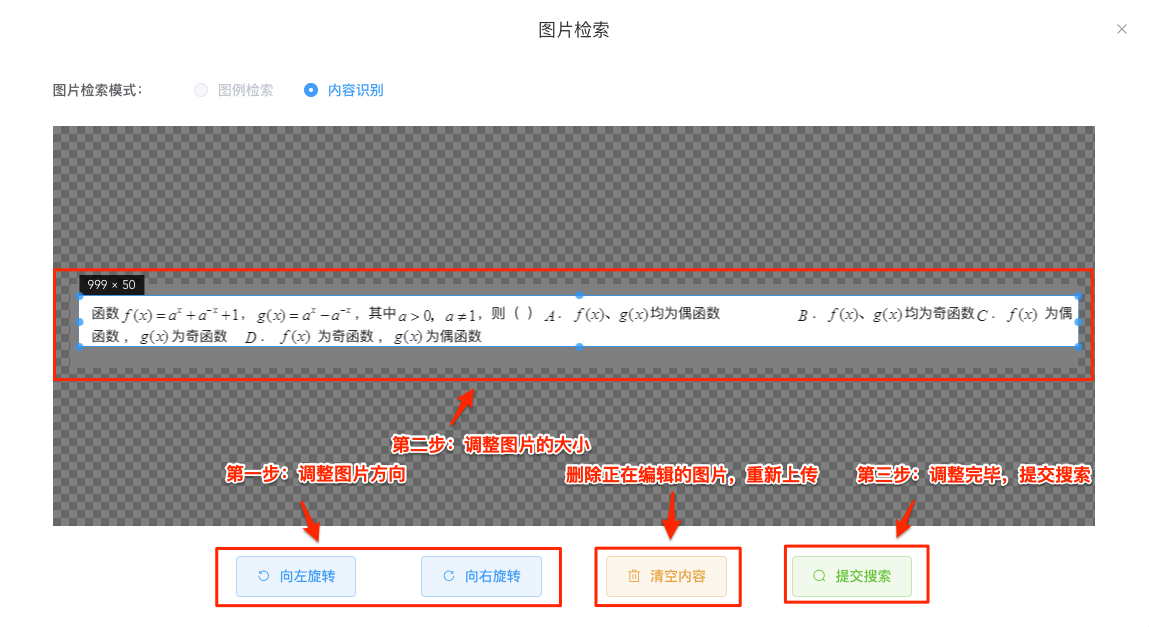 图片检索
图片检索模式：
图例检索
内容识别
999 × 50
函数 f(x)=aˣ+a⁻ˣ+1， g(x)=aˣ−a⁻ˣ，其中a>0，a≠1，则（ ） A． f(x)、g(x)均为偶函数 B． f(x)、g(x)均为奇函数C． f(x) 为偶
函数 ， g(x)为奇函数 D． f(x) 为奇函数 ， g(x)为偶函数
第二步：调整图片的大小
第一步：调整图片方向
删除正在编辑的图片，重新上传
第三步：调整完毕，提交搜索
向左旋转
向右旋转
清空内容
提交搜索